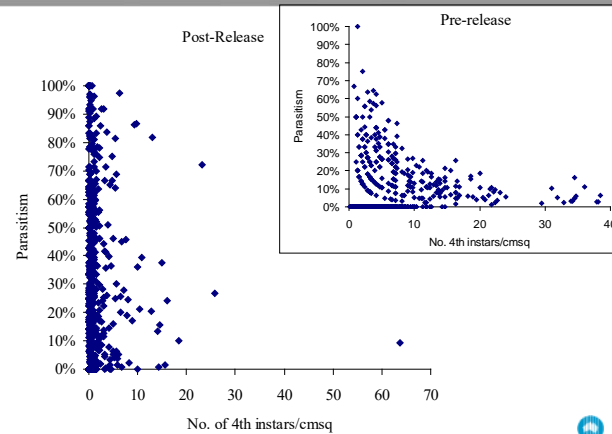 Post-Release
100%
90%
80%
70%
60%
50%
40%
30%
20%
10%
0%
Parasitism
0 10 20 30 40 50 60 70
No. of 4th instars/cmsq
Pre-release
100%
90%
80%
70%
60%
50%
40%
30%
20%
10%
0%
Parasitism
0 10 20 30 40
No. 4th instars/cmsq